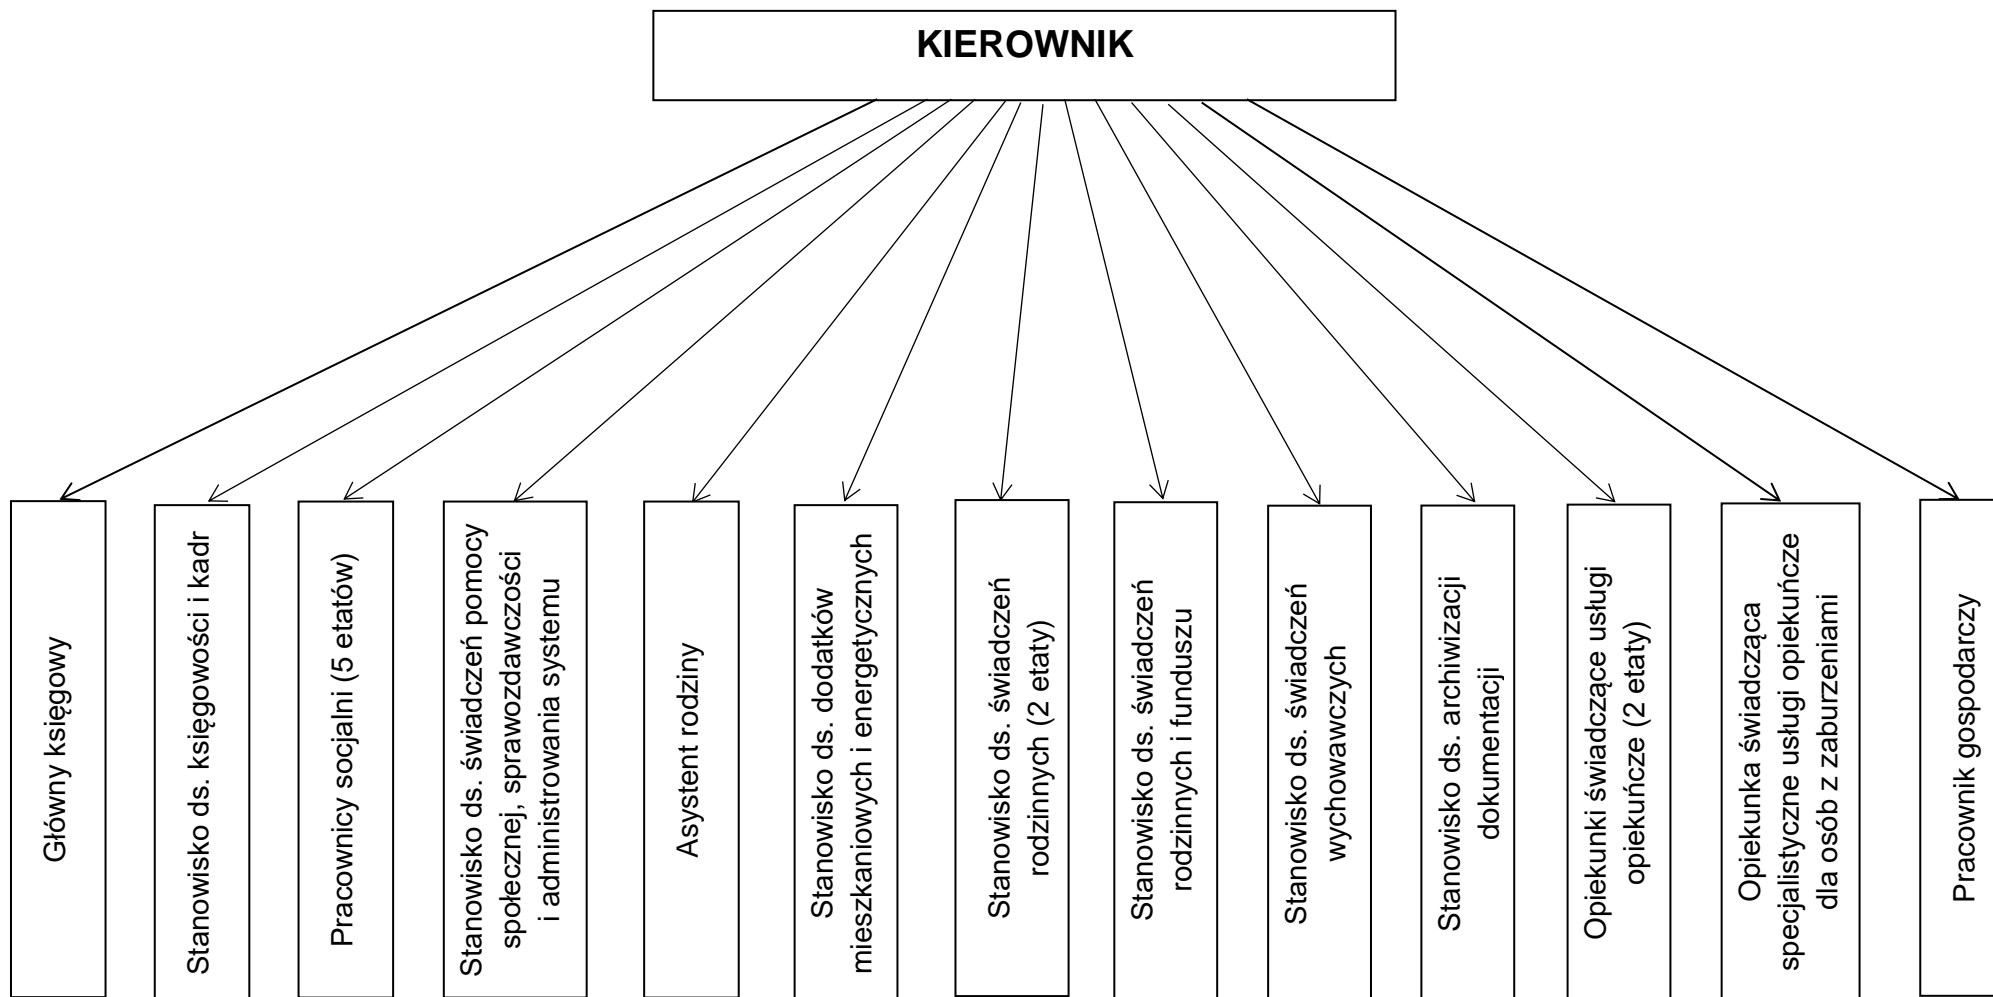 KIEROWNIK
Główny księgowy
Stanowisko ds. księgowości i kadr
Pracownicy socjalni (5 etatów)
Stanowisko ds. świadczeń pomocy
społecznej, sprawozdawczości
i administrowania systemu
Asystent rodziny
Stanowisko ds. dodatków
mieszkaniowych i energetycznych
Stanowisko ds. świadczeń
rodzinnych (2 etaty)
Stanowisko ds. świadczeń
rodzinnych i funduszu
Stanowisko ds. świadczeń
wychowawczych
Stanowisko ds. archiwizacji
dokumentacji
Opiekunki świadczące usługi
opiekuńcze (2 etaty)
Opiekunka świadcząca
specjalistyczne usługi opiekuńcze
dla osób z zaburzeniami
Pracownik gospodarczy